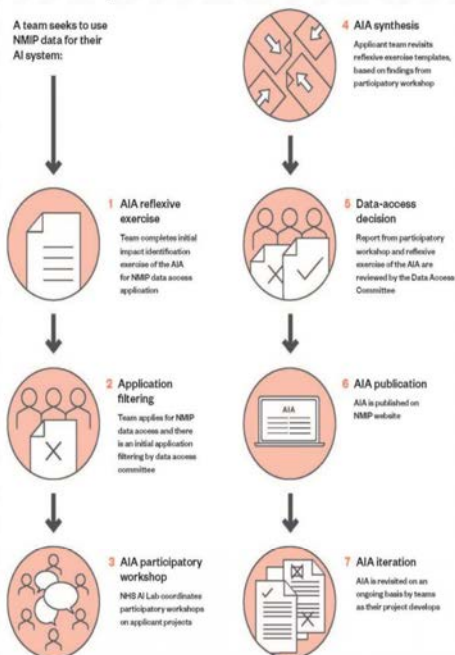 A team seeks to use
NMIP data for their
AI system:
1 AIA reflexive
exercise
Team completes initial
impact identification
exercise of the AIA
for NMIP data access
application
2 Application
filtering
Team applies for NMIP
data access and there
is an initial application
filtering by data access
committee
3 AIA participatory
workshop
NHS AI Lab coordinates
participatory workshops
on applicant projects
4 AIA synthesis
Applicant team revisits
reflexive exercise templates,
based on findings from
participatory workshop
5 Data-access
decision
Report from participatory
workshop and reflexive
exercise of the AIA are
reviewed by the Data Access
Committee
6 AIA publication
AIA is published on
NMIP website
AIA
7 AIA iteration
AIA is revisited on an
ongoing basis by teams
as their project develops